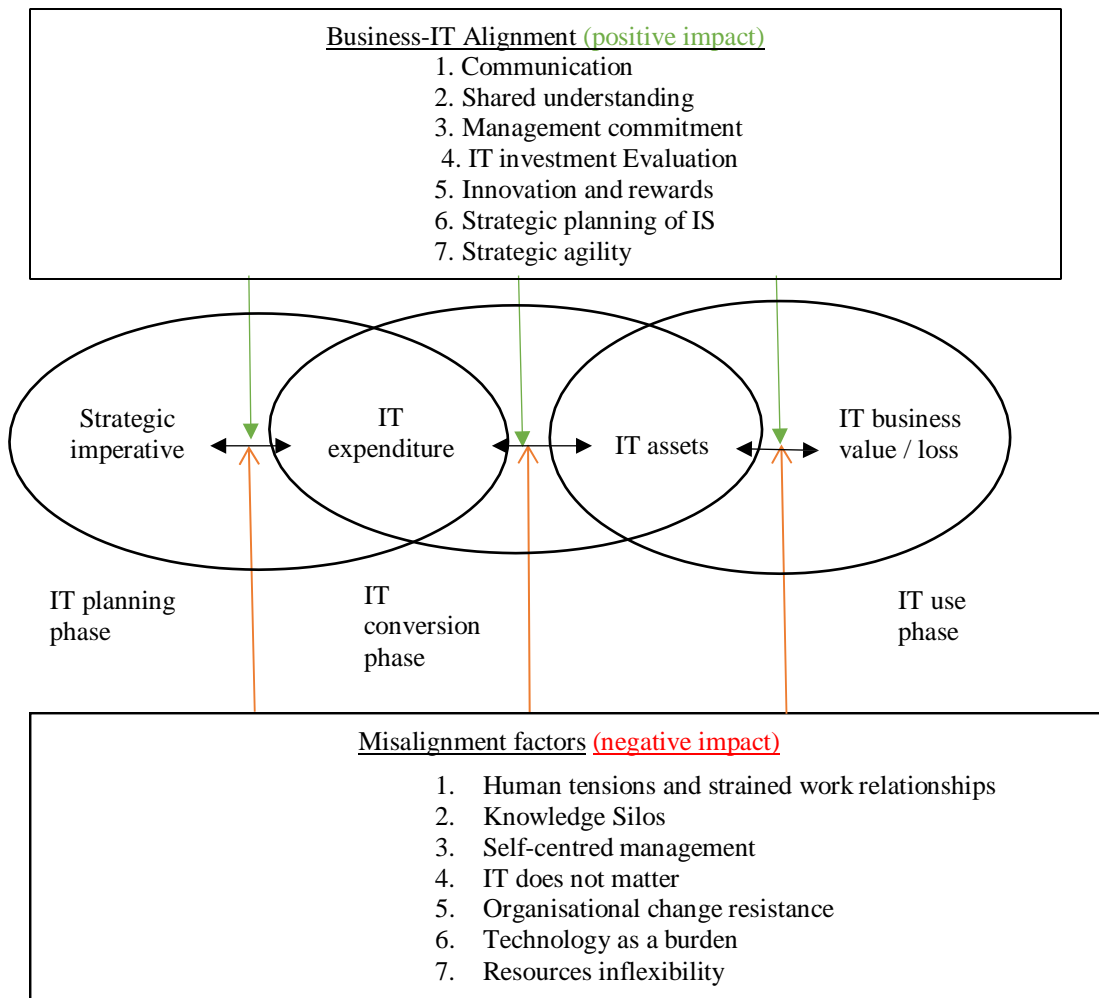 Business-IT Alignment (positive impact)
1. Communication
2. Shared understanding
3. Management commitment
4. IT investment Evaluation
5. Innovation and rewards
6. Strategic planning of IS
7. Strategic agility
Strategic
imperative
IT
expenditure
IT assets
IT business
value / loss
IT planning
phase
IT
conversion
phase
IT use
phase
Misalignment factors (negative impact)
1. Human tensions and strained work relationships
2. Knowledge Silos
3. Self-centred management
4. IT does not matter
5. Organisational change resistance
6. Technology as a burden
7. Resources inflexibility